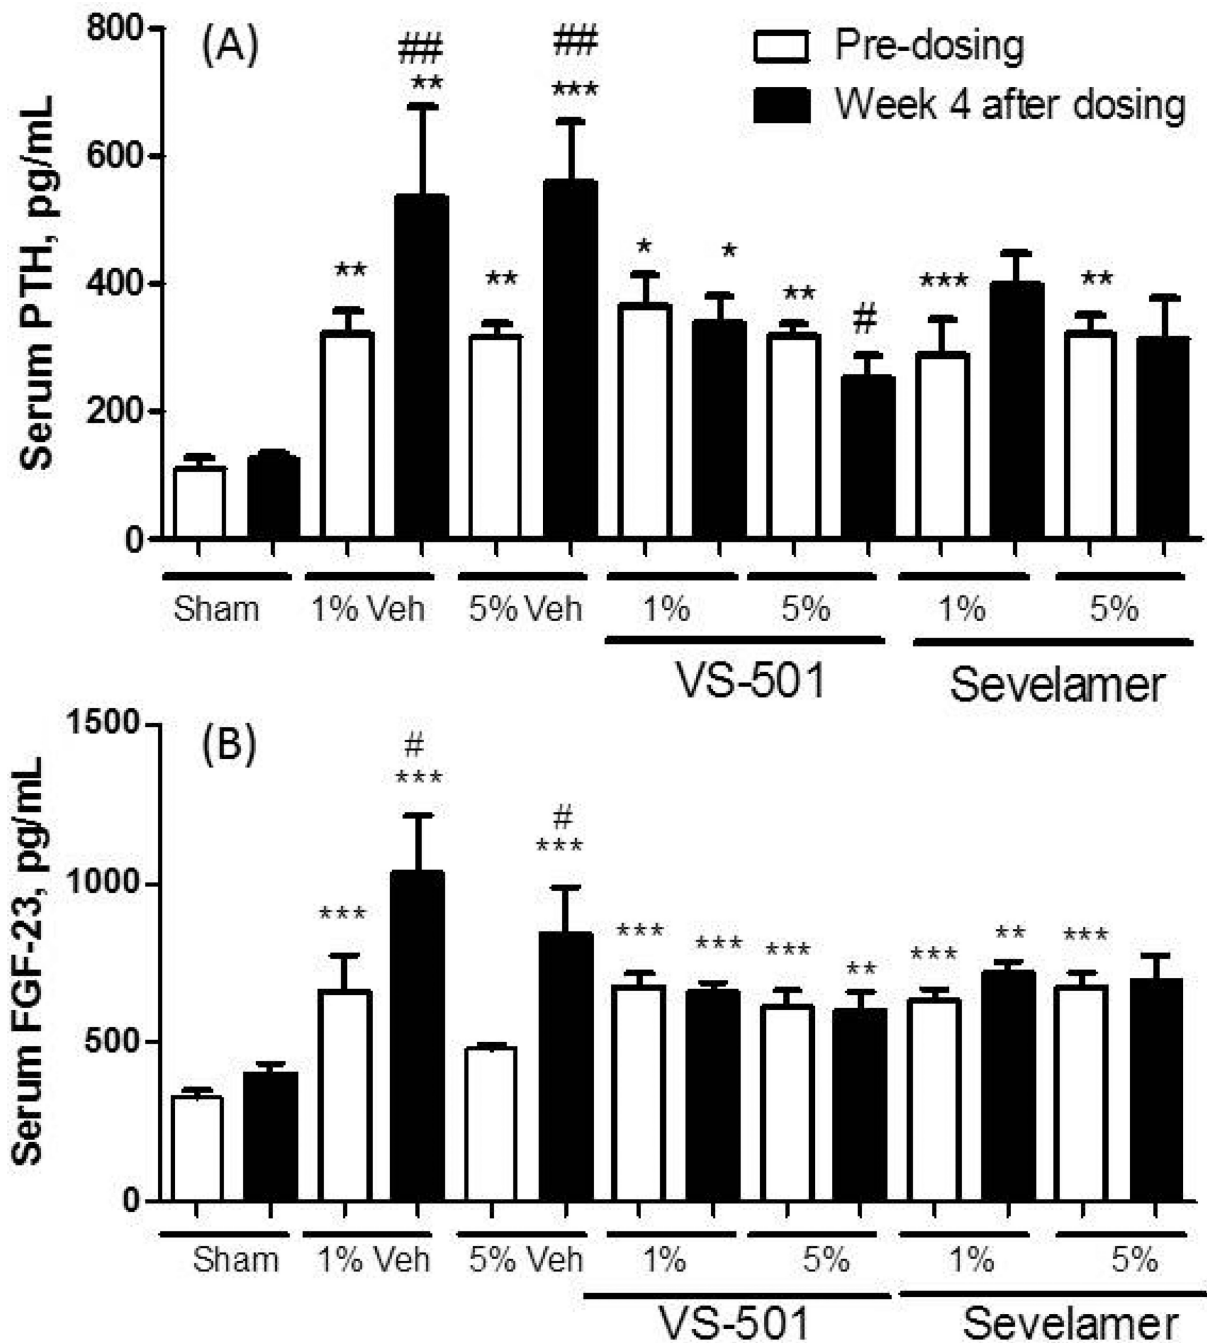 800
(A)
##
##
Pre-dosing
**
***
Week 4 after dosing
600
Serum PTH, pg/mL
400
**
**
*
*
**
#
***
**
200
0
Sham
1% Veh
5% Veh
1%
5%
1%
5%
VS-501
Sevelamer
1500
(B)
#
***
#
***
Serum FGF-23, pg/mL
1000
***
***
***
***
**
***
**
***
500
0
Sham
1% Veh
5% Veh
1%
5%
1%
5%
VS-501
Sevelamer